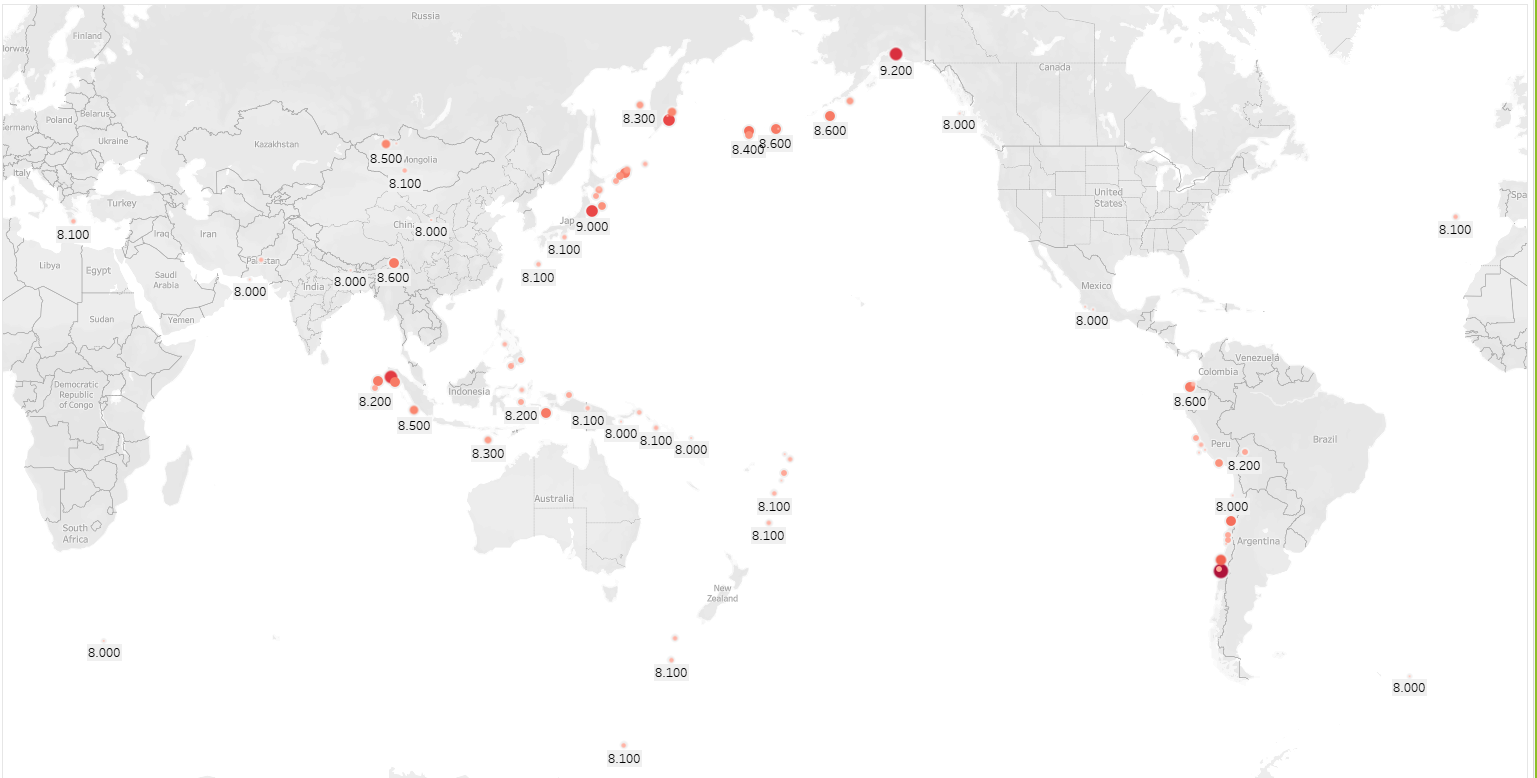 Russia
Finland
Norway
9.200
Canada
Poland
Belarus
Germany
8.300
8.000
Ukraine
Kazakhstan
8.600
8.400
8.600
8.500
Mongolia
Italy
8.100
United
States
Spa
Turkey
Jap
9.000
China
8.000
8.100
8.100
Iraq
Iran
8.100
Pakistan
Libya
Egypt
Saudi
Arabia
8.600
8.100
8.000
India
8.000
Mexico
Sudan
Yemen
8.000
Venezuela
Colombia
Democratic
Republic
of Congo
Indonesia
8.200
8.600
8.500
8.200
8.100
8.000
8.100
8.000
8.300
Peru
Brazil
8.200
Australia
8.100
8.000
South
Africa
8.100
Argentina
New
Zealand
8.000
8.100
8.000
8.100